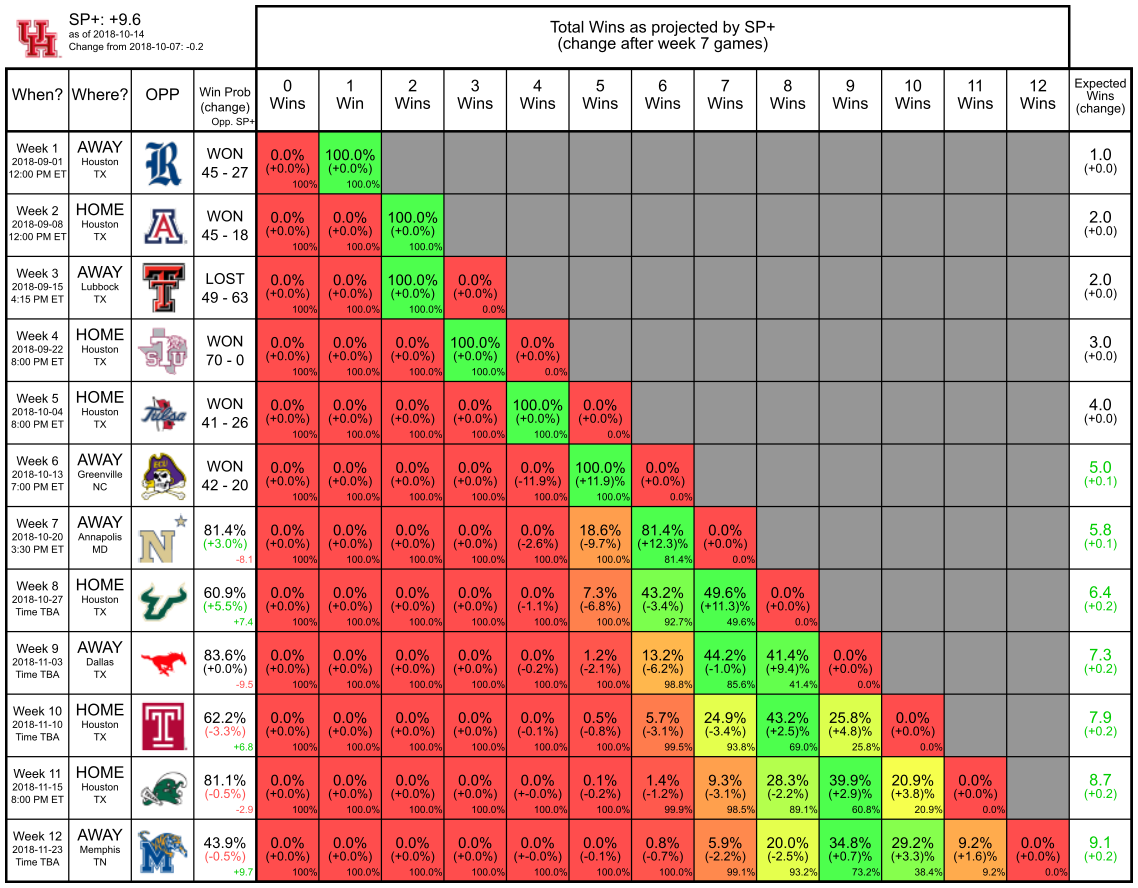 SP+: +9.6
as of 2018-10-14
Change from 2018-10-07: -0.2
Total Wins as projected by SP+
(change after week 7 games)
When? Where? OPP Win Prob (change) Opp. SP+ 0 Wins 1 Win 2 Wins 3 Wins 4 Wins 5 Wins 6 Wins 7 Wins 8 Wins 9 Wins 10 Wins 11 Wins 12 Wins Expected Wins (change)
Week 1 AWAY R WON 0.0% 100.0% 1.0
2018-09-01 Houston (+0.0%) (+0.0%) (+0.0)
12:00 PM ET TX 45 - 27 100% 100.0%
Week 2 HOME A WON 0.0% 0.0% 100.0% 2.0
2018-09-08 Houston (+0.0%) (+0.0%) (+0.0%) (+0.0)
12:00 PM ET TX 45 - 18 100% 100.0% 100.0%
Week 3 AWAY T LOST 0.0% 0.0% 100.0% 0.0% 2.0
2018-09-15 Lubbock (+0.0%) (+0.0%) (+0.0%) (+0.0%) (+0.0)
4:15 PM ET TX 49 - 63 100% 100.0% 100.0% 0.0%
Week 4 HOME STU WON 0.0% 0.0% 0.0% 100.0% 0.0% 3.0
2018-09-22 Houston (+0.0%) (+0.0%) (+0.0%) (+0.0%) (+0.0%) (+0.0)
8:00 PM ET TX 70 - 0 100% 100.0% 100.0% 100.0% 0.0%
Week 5 HOME Tulsa WON 0.0% 0.0% 0.0% 0.0% 100.0% 0.0% 4.0
2018-10-04 Houston (+0.0%) (+0.0%) (+0.0%) (+0.0%) (+0.0%) (+0.0%) (+0.0)
8:00 PM ET TX 41 - 26 100% 100.0% 100.0% 100.0% 100.0% 0.0%
Week 6 AWAY ECU WON 0.0% 0.0% 0.0% 0.0% 0.0% 100.0% 0.0% 5.0
2018-10-13 Greenville (+0.0%) (+0.0%) (+0.0%) (+0.0%) (-11.9%) (+11.9)% (+0.0%) (+0.1)
7:00 PM ET NC 42 - 20 100% 100.0% 100.0% 100.0% 100.0% 100.0% 0.0%
Week 7 AWAY N 81.4% 0.0% 0.0% 0.0% 0.0% 0.0% 18.6% 81.4% 0.0% 5.8
2018-10-20 Annapolis (+3.0%) (+0.0%) (+0.0%) (+0.0%) (+0.0%) (-2.6%) (-9.7%) (+12.3)% (+0.0%) (+0.1)
3:30 PM ET MD -8.1 100% 100.0% 100.0% 100.0% 100.0% 100.0% 81.4% 0.0%
Week 8 HOME 60.9% 0.0% 0.0% 0.0% 0.0% 0.0% 7.3% 43.2% 49.6% 0.0% 6.4
2018-10-27 Houston (+5.5%) (+0.0%) (+0.0%) (+0.0%) (+0.0%) (-1.1%) (-6.8%) (-3.4%) (+11.3)% (+0.0%) (+0.2)
Time TBA TX +7.4 100% 100.0% 100.0% 100.0% 100.0% 100.0% 92.7% 49.6% 0.0%
Week 9 AWAY 83.6% 0.0% 0.0% 0.0% 0.0% 0.0% 1.2% 13.2% 44.2% 41.4% 0.0% 7.3
2018-11-03 Dallas (+0.0%) (+0.0%) (+0.0%) (+0.0%) (+0.0%) (-0.2%) (-2.1%) (-6.2%) (-1.0%) (+9.4)% (+0.0%) (+0.2)
Time TBA TX -9.5 100% 100.0% 100.0% 100.0% 100.0% 100.0% 98.8% 85.6% 41.4% 0.0%
Week 10 HOME T 62.2% 0.0% 0.0% 0.0% 0.0% 0.0% 0.5% 5.7% 24.9% 43.2% 25.8% 0.0% 7.9
2018-11-10 Houston (-3.3%) (+0.0%) (+0.0%) (+0.0%) (+0.0%) (-0.1%) (-0.8%) (-3.1%) (-3.4%) (+2.5)% (+4.8)% (+0.0%) (+0.2)
Time TBA TX +6.8 100% 100.0% 100.0% 100.0% 100.0% 100.0% 99.5% 93.8% 69.0% 25.8% 0.0%
Week 11 HOME 81.1% 0.0% 0.0% 0.0% 0.0% 0.0% 0.1% 1.4% 9.3% 28.3% 39.9% 20.9% 0.0% 8.7
2018-11-15 Houston (-0.5%) (+0.0%) (+0.0%) (+0.0%) (+0.0%) (+-0.0%) (-0.2%) (-1.2%) (-3.1%) (-2.2%) (+2.9)% (+3.8)% (+0.0%) (+0.2)
8:00 PM ET TX -2.9 100% 100.0% 100.0% 100.0% 100.0% 100.0% 99.9% 98.5% 89.1% 60.8% 20.9% 0.0%
Week 12 AWAY M 43.9% 0.0% 0.0% 0.0% 0.0% 0.0% 0.0% 0.8% 5.9% 20.0% 34.8% 29.2% 9.2% 0.0% 9.1
2018-11-23 Memphis (-0.5%) (+0.0%) (+0.0%) (+0.0%) (+0.0%) (+-0.0%) (-0.1%) (-0.7%) (-2.2%) (-2.5%) (+0.7)% (+3.3)% (+1.6)% (+0.0%) (+0.2)
Time TBA TN +9.7 100% 100.0% 100.0% 100.0% 100.0% 100.0% 100.0% 99.1% 93.2% 73.2% 38.4% 9.2% 0.0%